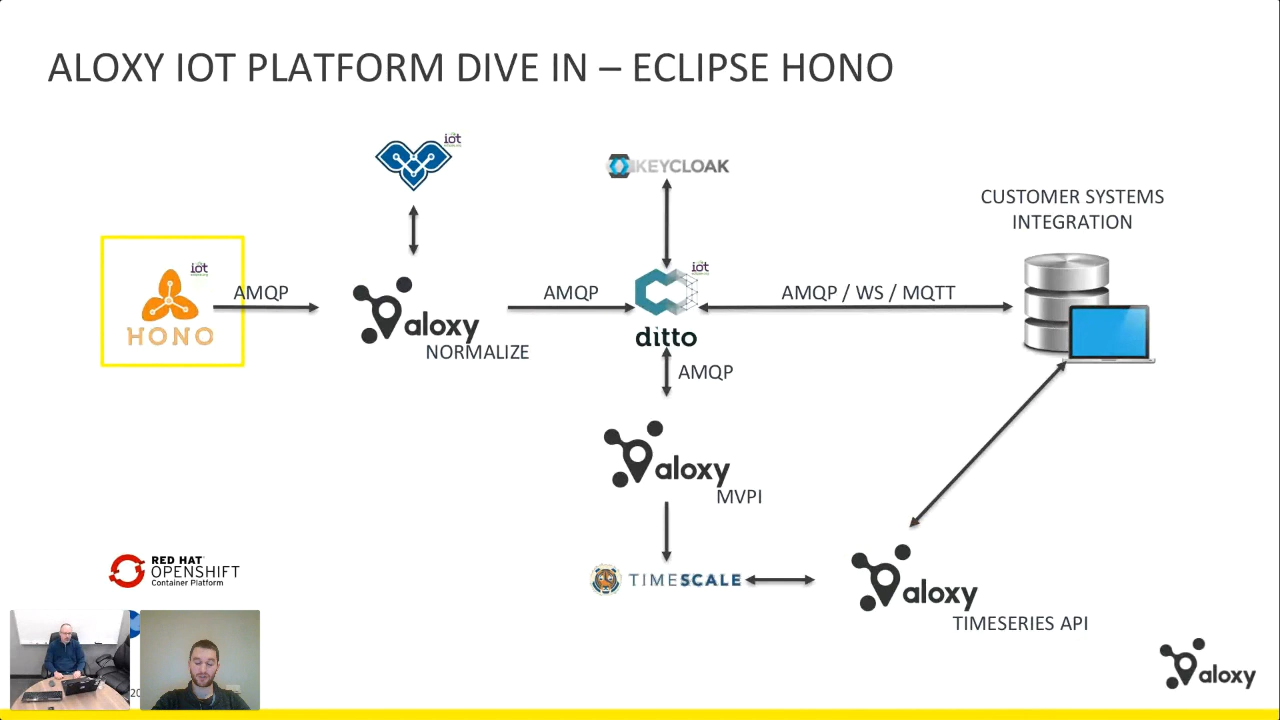 ALOXY IOT PLATFORM DIVE IN – ECLIPSE HONO
iot
KEYCLOAK
CUSTOMER SYSTEMS
INTEGRATION
iot
HONO
AMQP
aloxy
NORMALIZE
AMQP
iot
ditto
AMQP / WS / MQTT
AMQP
aloxy
MVPI
TIMESCALE
aloxy
TIMESERIES API
RED HAT
OPENSHIFT
Container Platform
20
aloxy